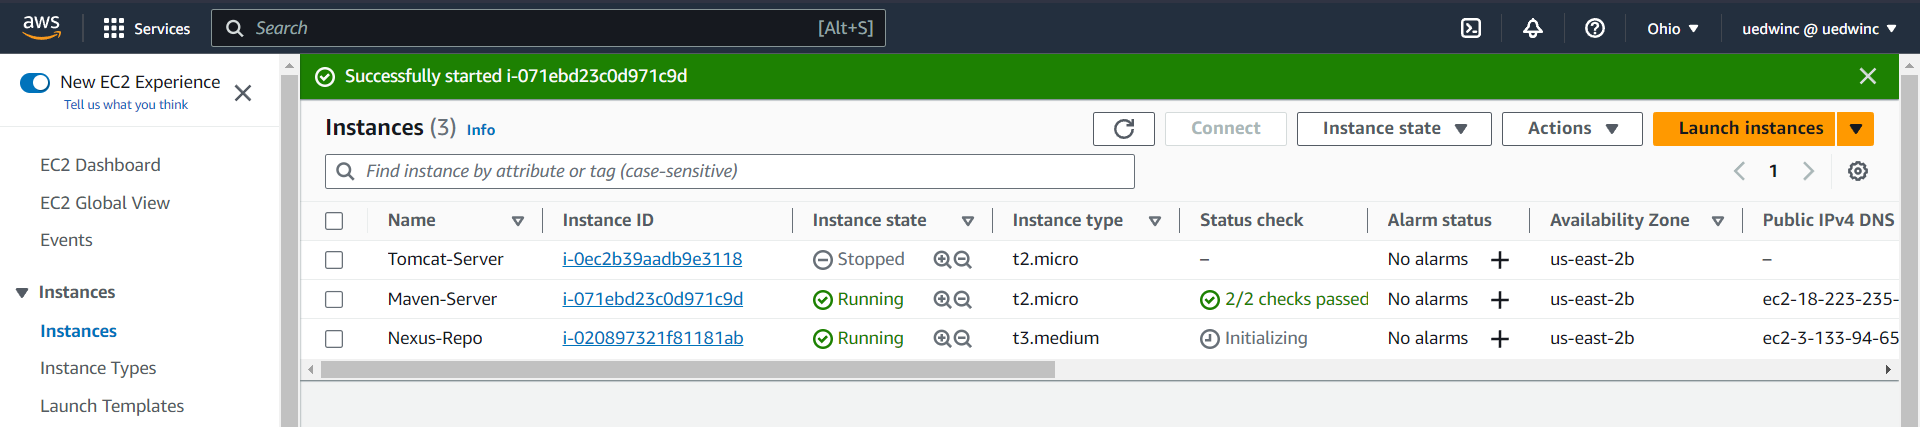 aws Services Search [Alt+S] Ohio uedwinc @ uedwinc
New EC2 Experience
Tell us what you think
Successfully started i-071ebd23c0d971c9d
Instances (3) Info Connect Instance state Actions Launch instances
Find instance by attribute or tag (case-sensitive) 1
EC2 Dashboard
EC2 Global View
Events
Instances
Instances
Instance Types
Launch Templates
Name Instance ID Instance state Instance type Status check Alarm status Availability Zone Public IPv4 DNS
Tomcat-Server i-0ec2b39aadb9e3118 Stopped t2.micro – No alarms + us-east-2b –
Maven-Server i-071ebd23c0d971c9d Running t2.micro 2/2 checks passed No alarms + us-east-2b ec2-18-223-235-
Nexus-Repo i-020897321f81181ab Running t3.medium Initializing No alarms + us-east-2b ec2-3-133-94-65